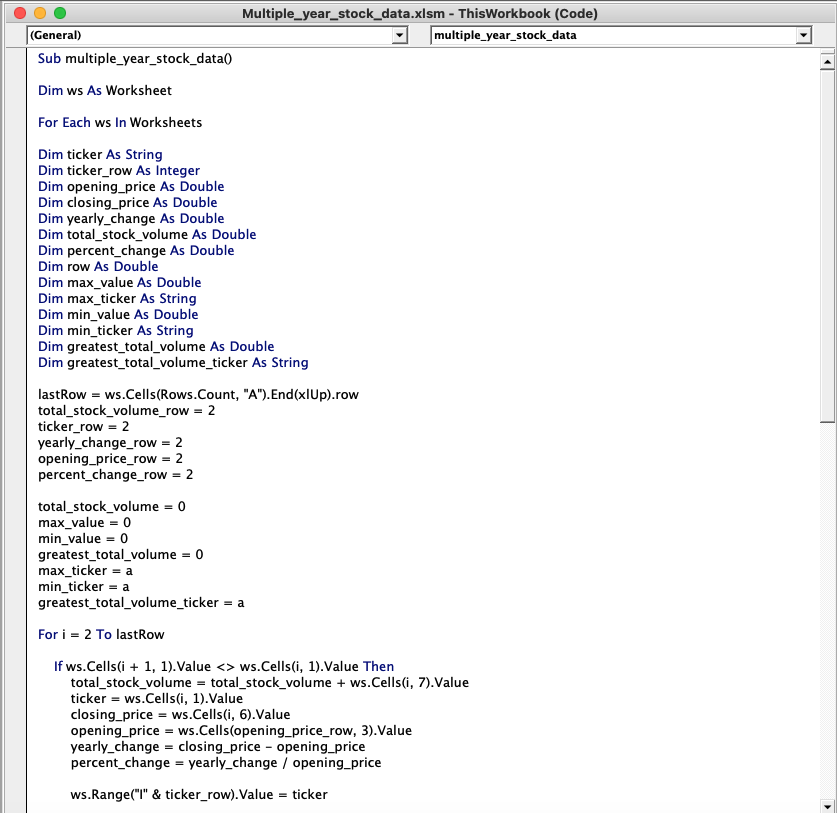 Multiple_year_stock_data.xlsm - ThisWorkbook (Code)
(General) multiple_year_stock_data
Sub multiple_year_stock_data()
Dim ws As Worksheet
For Each ws In Worksheets
Dim ticker As String
Dim ticker_row As Integer
Dim opening_price As Double
Dim closing_price As Double
Dim yearly_change As Double
Dim total_stock_volume As Double
Dim percent_change As Double
Dim row As Double
Dim max_value As Double
Dim max_ticker As String
Dim min_value As Double
Dim min_ticker As String
Dim greatest_total_volume As Double
Dim greatest_total_volume_ticker As String
lastRow = ws.Cells(Rows.Count, "A").End(xlUp).row
total_stock_volume_row = 2
ticker_row = 2
yearly_change_row = 2
opening_price_row = 2
percent_change_row = 2
total_stock_volume = 0
max_value = 0
min_value = 0
greatest_total_volume = 0
max_ticker = a
min_ticker = a
greatest_total_volume_ticker = a
For i = 2 To lastRow
If ws.Cells(i + 1, 1).Value <> ws.Cells(i, 1).Value Then
total_stock_volume = total_stock_volume + ws.Cells(i, 7).Value
ticker = ws.Cells(i, 1).Value
closing_price = ws.Cells(i, 6).Value
opening_price = ws.Cells(opening_price_row, 3).Value
yearly_change = closing_price - opening_price
percent_change = yearly_change / opening_price
ws.Range("I" & ticker_row).Value = ticker